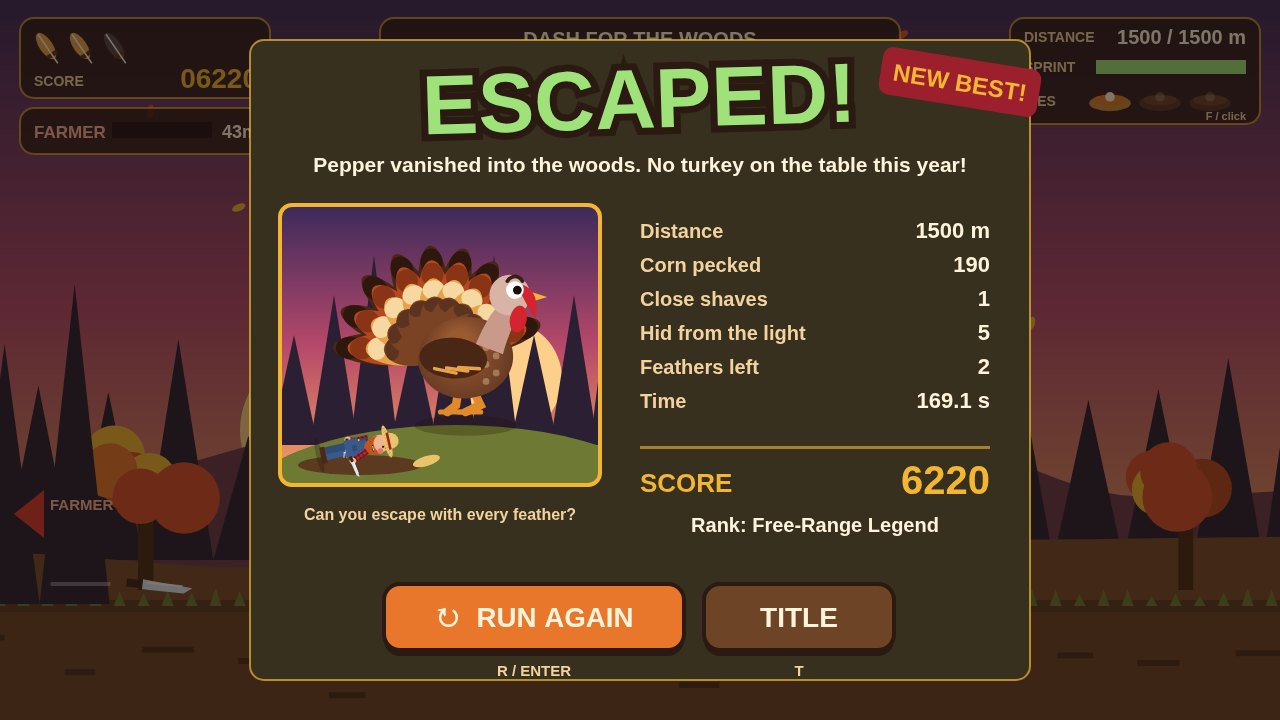 DASH FOR THE WOODS
SCORE
06220
FARMER
43m
DISTANCE 1500 / 1500 m
SPRINT
F / click
ESCAPED!
NEW BEST!
Pepper vanished into the woods. No turkey on the table this year!
Distance 1500 m
Corn pecked 190
Close shaves 1
Hid from the light 5
Feathers left 2
Time 169.1 s
SCORE 6220
Rank: Free-Range Legend
Can you escape with every feather?
FARMER
↻ RUN AGAIN
TITLE
R / ENTER
T